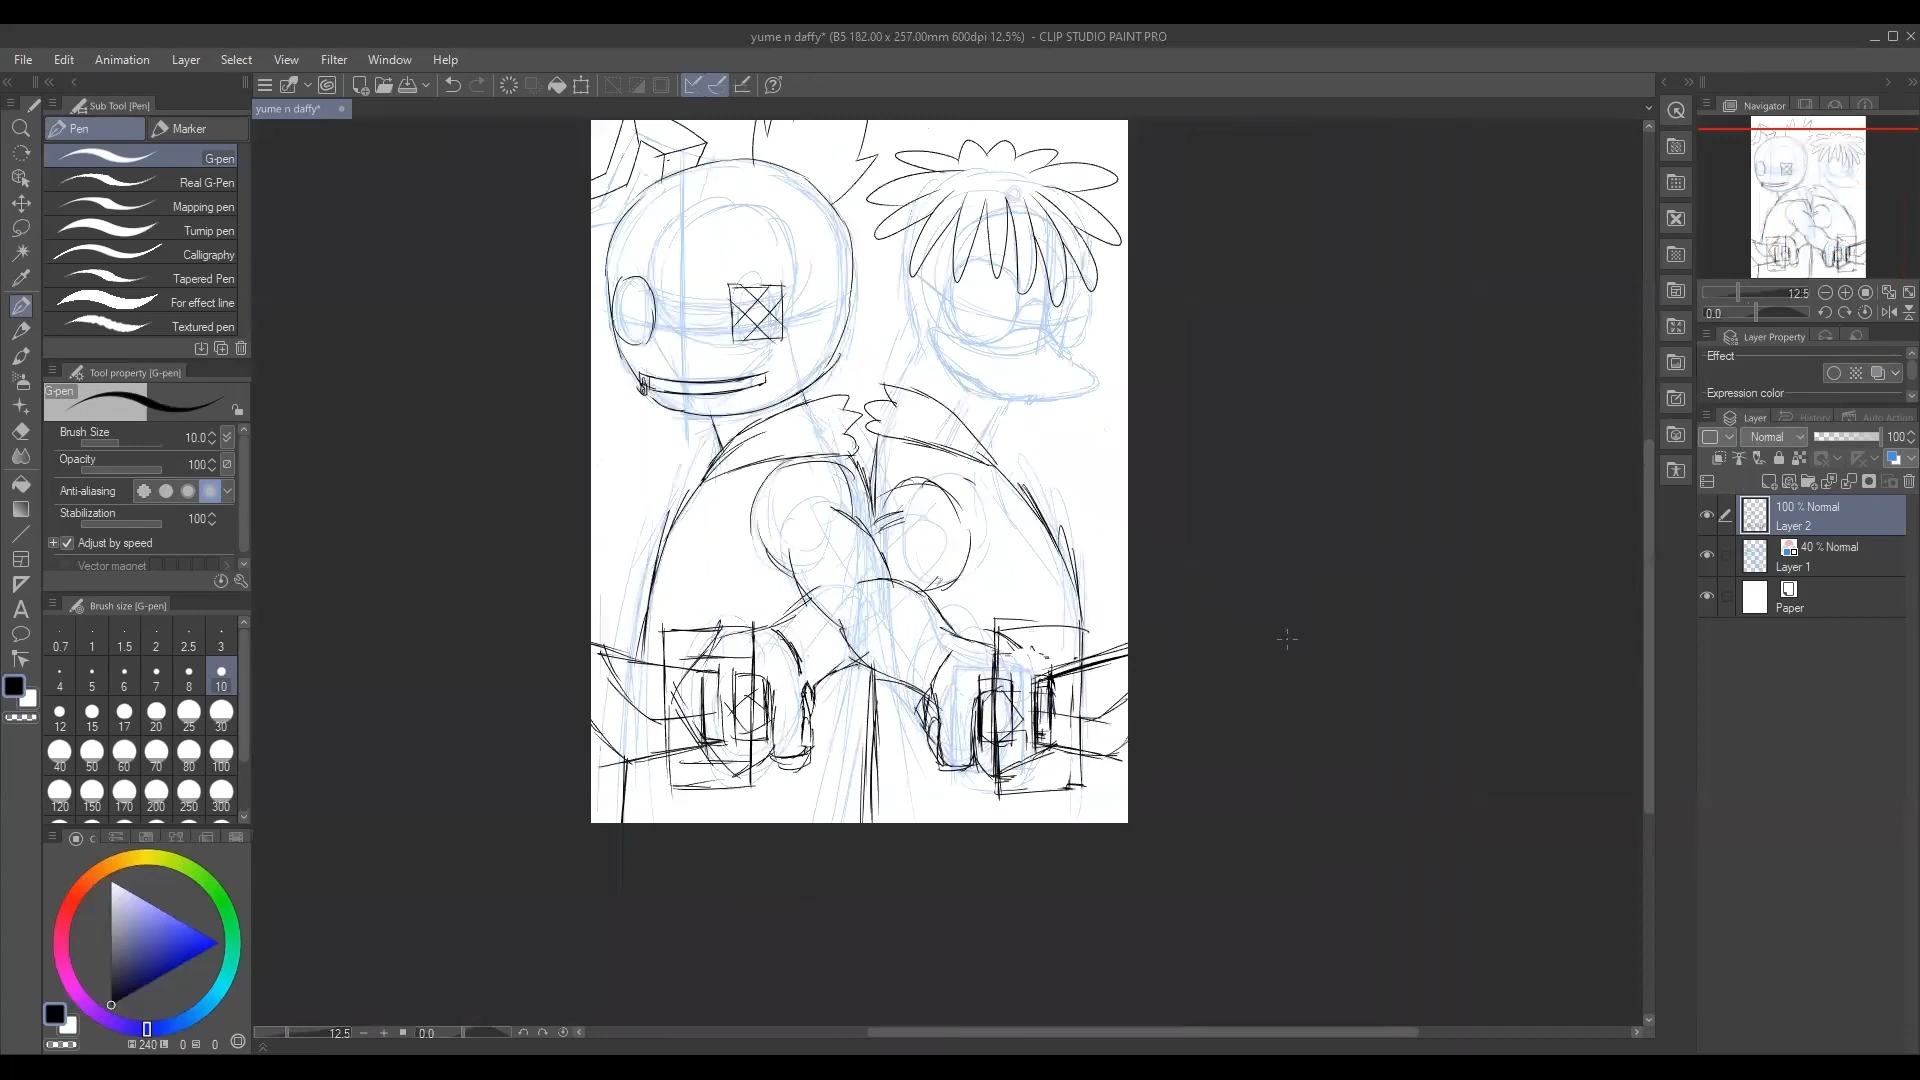 yume n daffy* (B5 182.00 x 257.00mm 600dpi 12.5%) - CLIP STUDIO PAINT PRO
File Edit Animation Layer Select View Filter Window Help
Sub Tool [Pen]
yume n daffy*
Navigator
Pen Marker
G-pen
Real G-Pen
Mapping pen
Turnip pen
Calligraphy
Tapered Pen
For effect line
Textured pen
12.5
0.0
Layer Property
Effect
Expression color
Tool property [G-pen]
G-pen
Brush Size 10.0
Opacity 100
Anti-aliasing
Stabilization 100
Adjust by speed
Vector magnet
Layer History Auto Action
Normal 100
100 % Normal
Layer 2
40 % Normal
Layer 1
Paper
Brush size [G-pen]
0.7 1 1.5 2 2.5 3
4 5 6 7 8 10
12 15 17 20 25 30
40 50 60 70 80 100
120 150 170 200 250 300
C
240 0 0
12.5 0.0